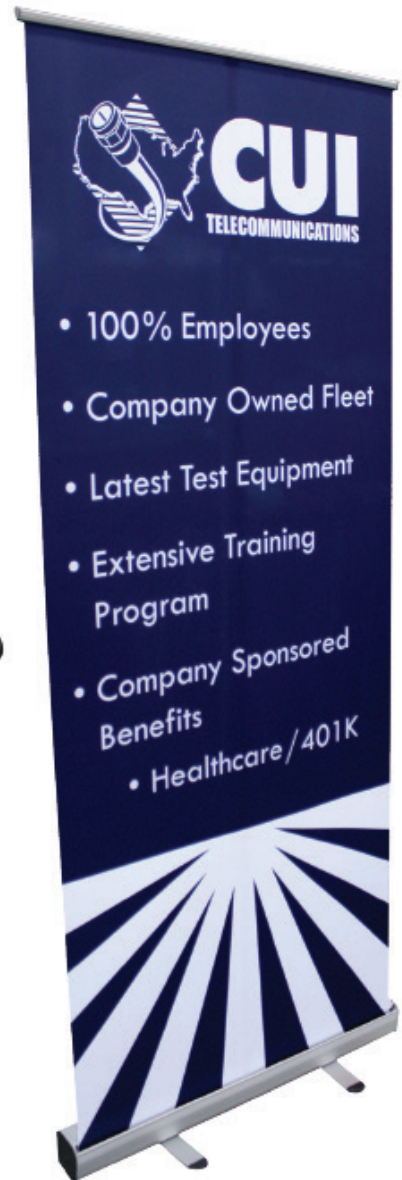 CUI
TELECOMMUNICATIONS
• 100% Employees
• Company Owned Fleet
• Latest Test Equipment
• Extensive Training
Program
• Company Sponsored
Benefits
• Healthcare/401K